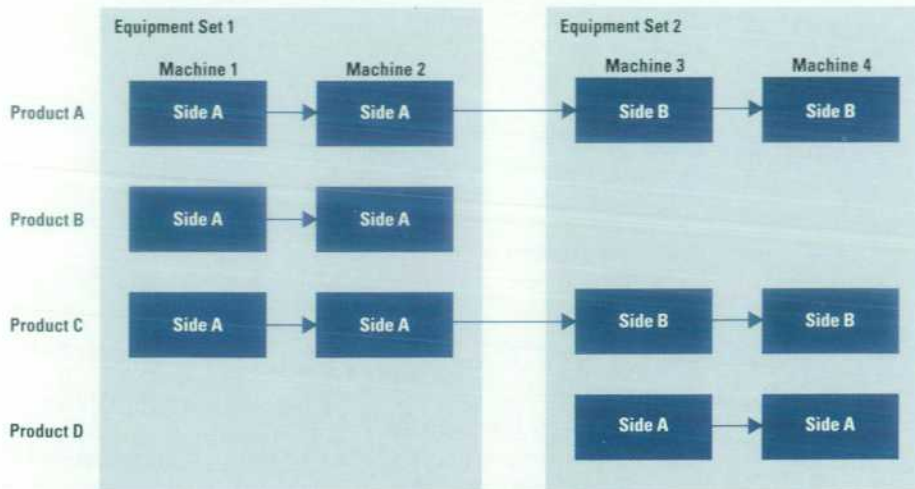 Equipment Set 1 Equipment Set 2
Machine 1 Machine 2 Machine 3 Machine 4
Product A Side A Side A Side B Side B
Product B Side A Side A
Product C Side A Side A Side B Side B
Product D Side A Side A